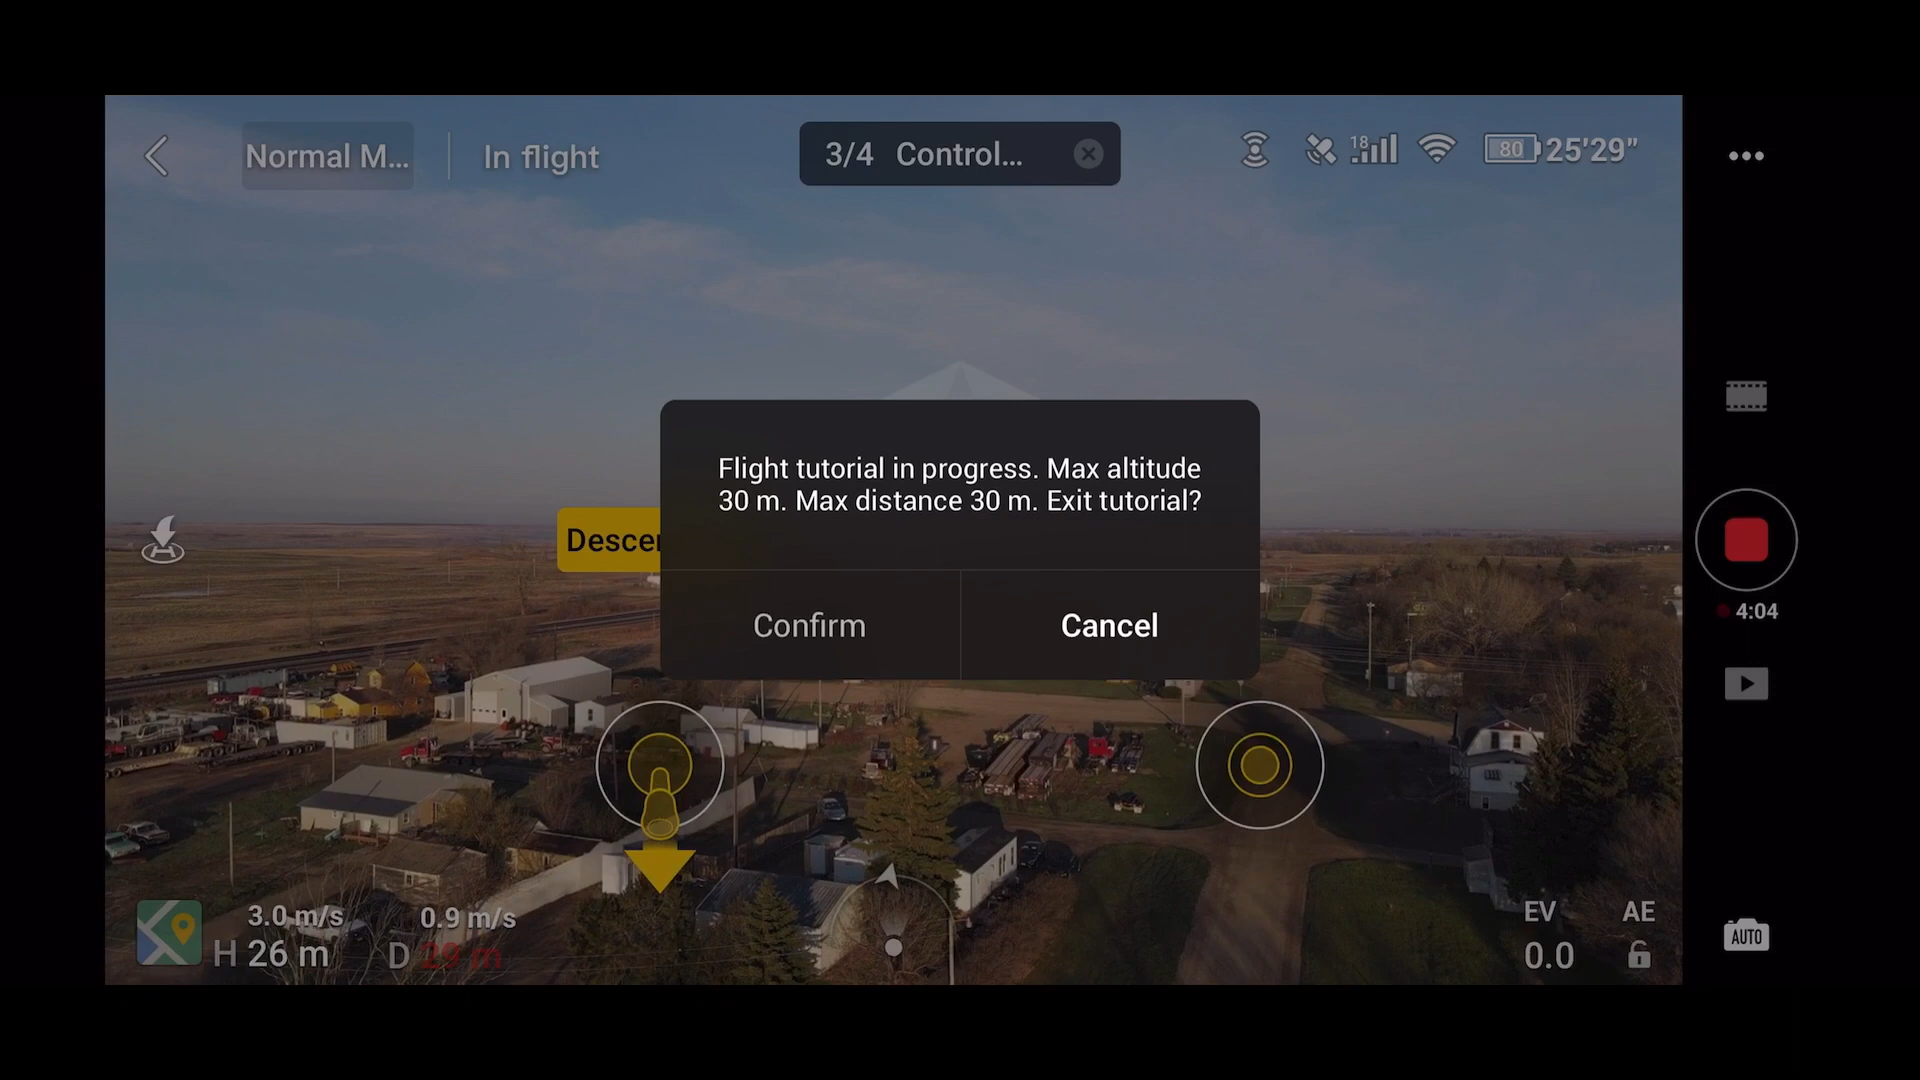 Normal M...
In flight
3/4 Control...
18
80
25'29"
Flight tutorial in progress. Max altitude
30 m. Max distance 30 m. Exit tutorial?
Confirm
Cancel
4:04
3.0 m/s
0.9 m/s
H 26 m
D 29 m
EV
0.0
AE
AUTO